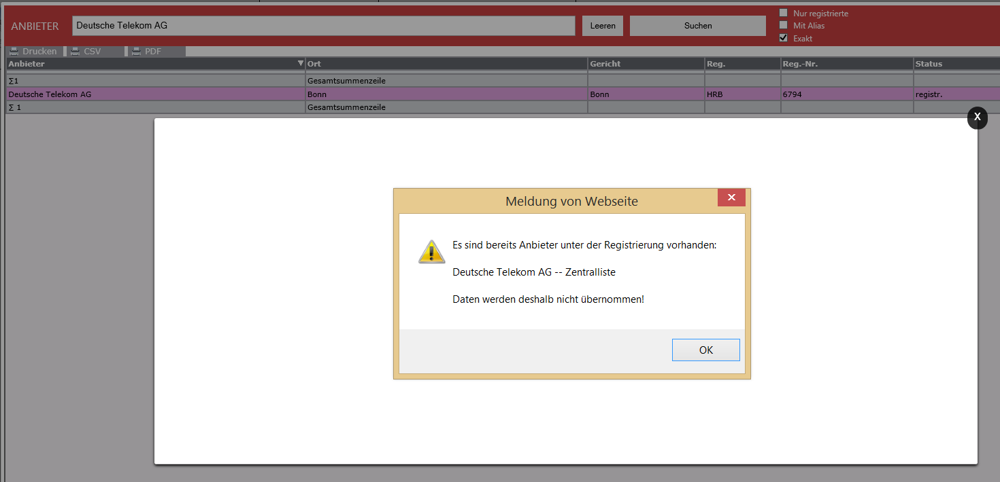 Nur registrierte
ANBIETER Deutsche Telekom AG Leeren Suchen Mit Alias
Exakt
Drucken CSV PDF
Anbieter ▼ Ort Gericht Reg. Reg.-Nr. Status
Σ1 Gesamtsummenzeile
Deutsche Telekom AG Bonn Bonn HRB 6794 registr.
Σ 1 Gesamtsummenzeile
X
Meldung von Webseite
Es sind bereits Anbieter unter der Registrierung vorhanden:
Deutsche Telekom AG -- Zentralliste
Daten werden deshalb nicht übernommen!
OK